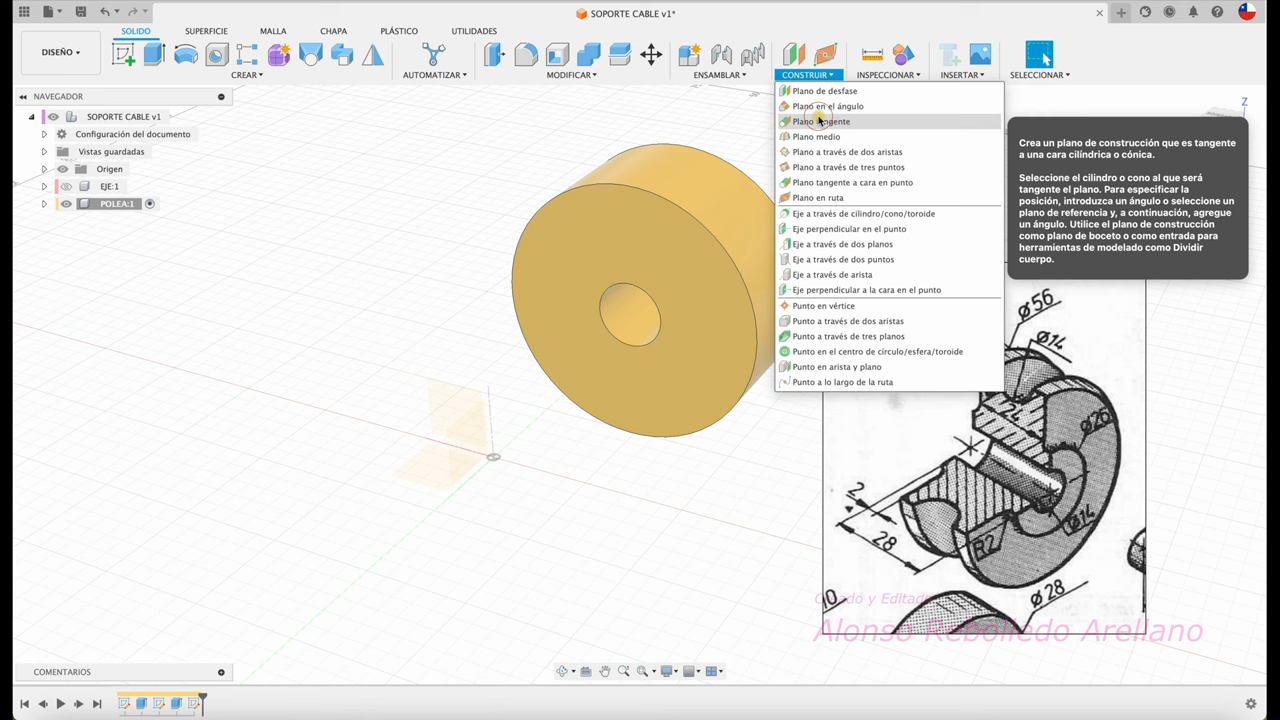 SOPORTE CABLE v1*
DISEÑO
SOLIDO
SUPERFICIE
MALLA
CHAPA
PLÁSTICO
UTILIDADES
CREAR
AUTOMATIZAR
MODIFICAR
ENSAMBLAR
CONSTRUIR
INSPECCIONAR
INSERTAR
SELECCIONAR
NAVEGADOR
SOPORTE CABLE v1
Configuración del documento
Vistas guardadas
Origen
EJE:1
POLEA:1
Plano de desfase
Plano en el ángulo
Plano tangente
Plano medio
Plano a través de dos aristas
Plano a través de tres puntos
Plano tangente a cara en punto
Plano en ruta
Eje a través de cilindro/cono/toroide
Eje perpendicular en el punto
Eje a través de dos planos
Eje a través de dos puntos
Eje a través de arista
Eje perpendicular a la cara en el punto
Punto en vértice
Punto a través de dos aristas
Punto a través de tres planos
Punto en el centro de círculo/esfera/toroide
Punto en arista y plano
Punto a lo largo de la ruta
Crea un plano de construcción que es tangente
a una cara cilíndrica o cónica.
Seleccione el cilindro o cono al que será
tangente el plano. Para especificar la
posición, introduzca un ángulo o seleccione un
plano de referencia y, a continuación, agregue
un ángulo. Utilice el plano de construcción
como plano de boceto o como entrada para
herramientas de modelado como Dividir
cuerpo.
Z
ø56
ø14
ø26
2
28
R2
ø14
ø28
10
Creado y Editado
Alonso Rebolledo Arellano
COMENTARIOS